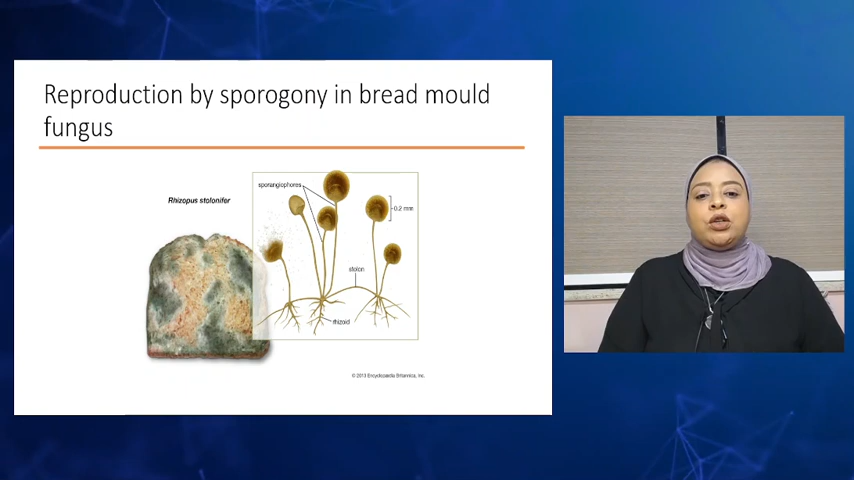 Reproduction by sporogony in bread mould
fungus
Rhizopus stolonifer
sporangiophores
0.2 mm
stolon
rhizoid
© 2013 Encyclopædia Britannica, Inc.